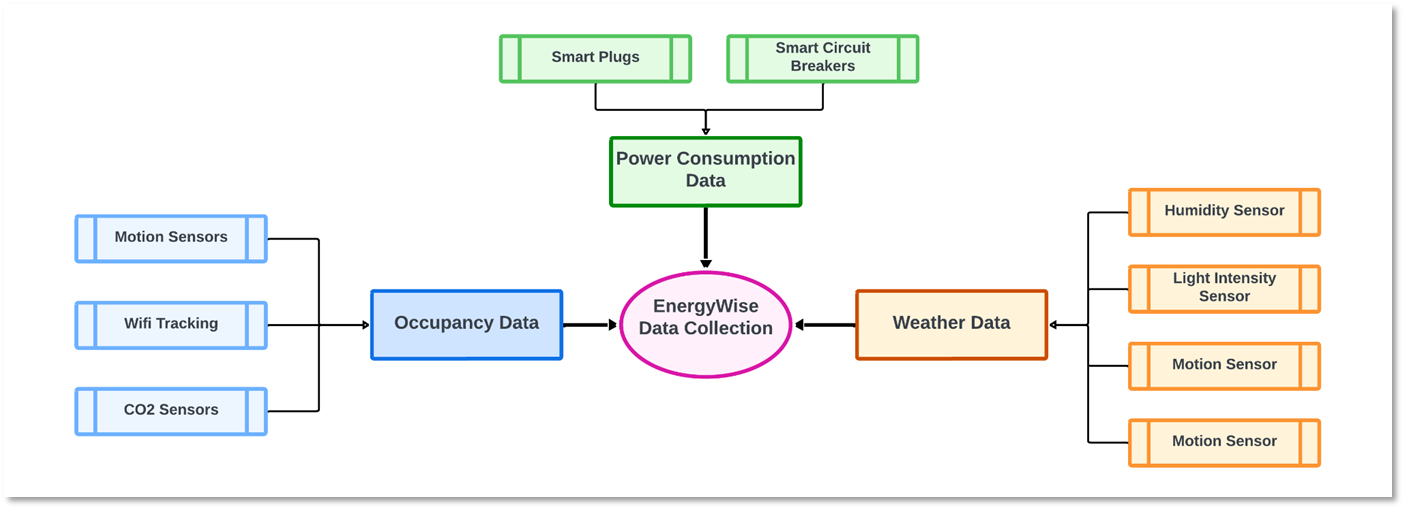 Smart Plugs
Smart Circuit
Breakers
Power Consumption
Data
Motion Sensors
Wifi Tracking
CO2 Sensors
Occupancy Data
EnergyWise
Data Collection
Weather Data
Humidity Sensor
Light Intensity
Sensor
Motion Sensor
Motion Sensor